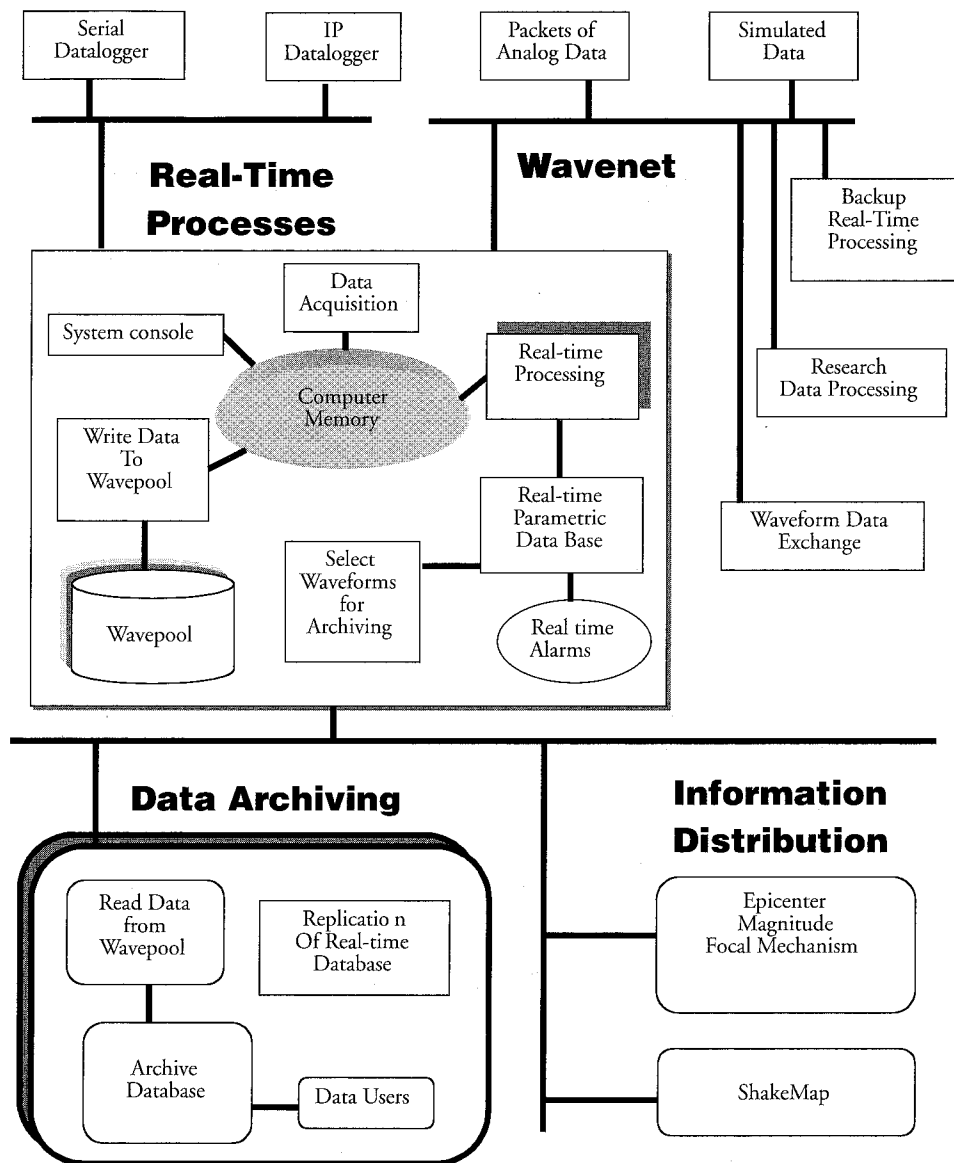 Serial
Datalogger
IP
Datalogger
Packets of
Analog Data
Simulated
Data
Real-Time
Processes
Wavenet
Backup
Real-Time
Processing
Research
Data Processing
Waveform Data
Exchange
Data
Acquisition
System console
Real-time
Processing
Computer
Memory
Write Data
To
Wavepool
Real-time
Parametric
Data Base
Select
Waveforms
for
Archiving
Wavepool
Real time
Alarms
Data Archiving
Information
Distribution
Read Data
from
Wavepool
Replicatio n
Of Real-time
Database
Archive
Database
Data Users
Epicenter
Magnitude
Focal Mechanism
ShakeMap